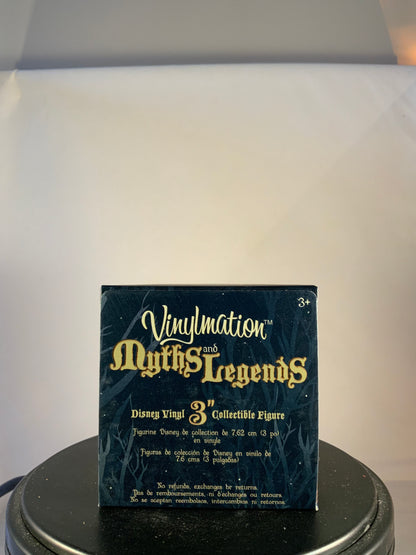 3+
Vinylmation™
Myths and Legends
Disney Vinyl 3" Collectible Figure
Figurine Disney de collection de 7,62 cm (3 po)
en vinyle
Figuras de colección de Disney en vinilo de
7.6 cms (3 pulgadas)
No refunds, exchanges or returns.
Pas de remboursements, ni d'échanges ou retours.
No se aceptan reembolsos, intercambios ni retornos.